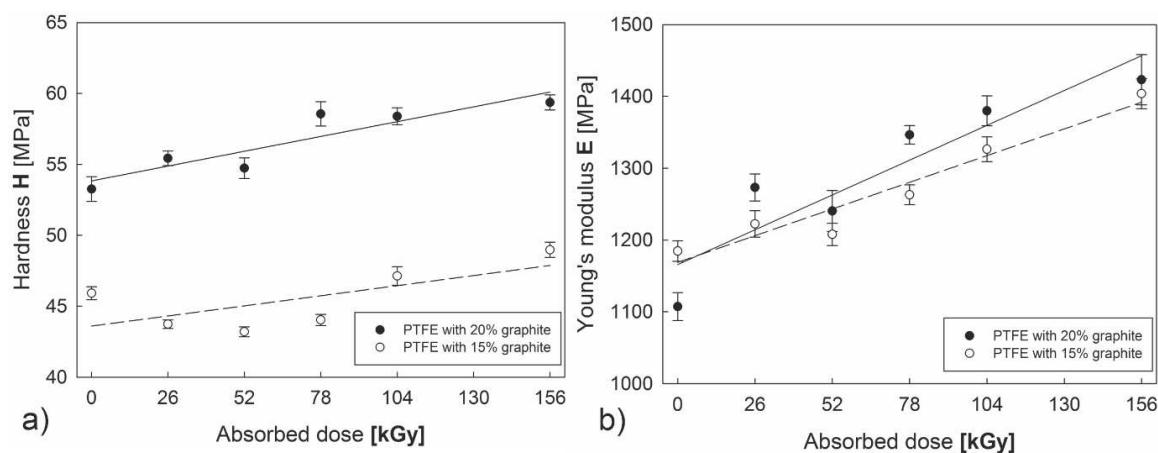 65
60
55
50
45
40
Hardness H [MPa]
PTFE with 20% graphite
PTFE with 15% graphite
0 26 52 78 104 130 156
a)
Absorbed dose [kGy]
1500
1400
1300
1200
1100
1000
Young's modulus E [MPa]
PTFE with 20% graphite
PTFE with 15% graphite
0 26 52 78 104 130 156
b)
Absorbed dose [kGy]